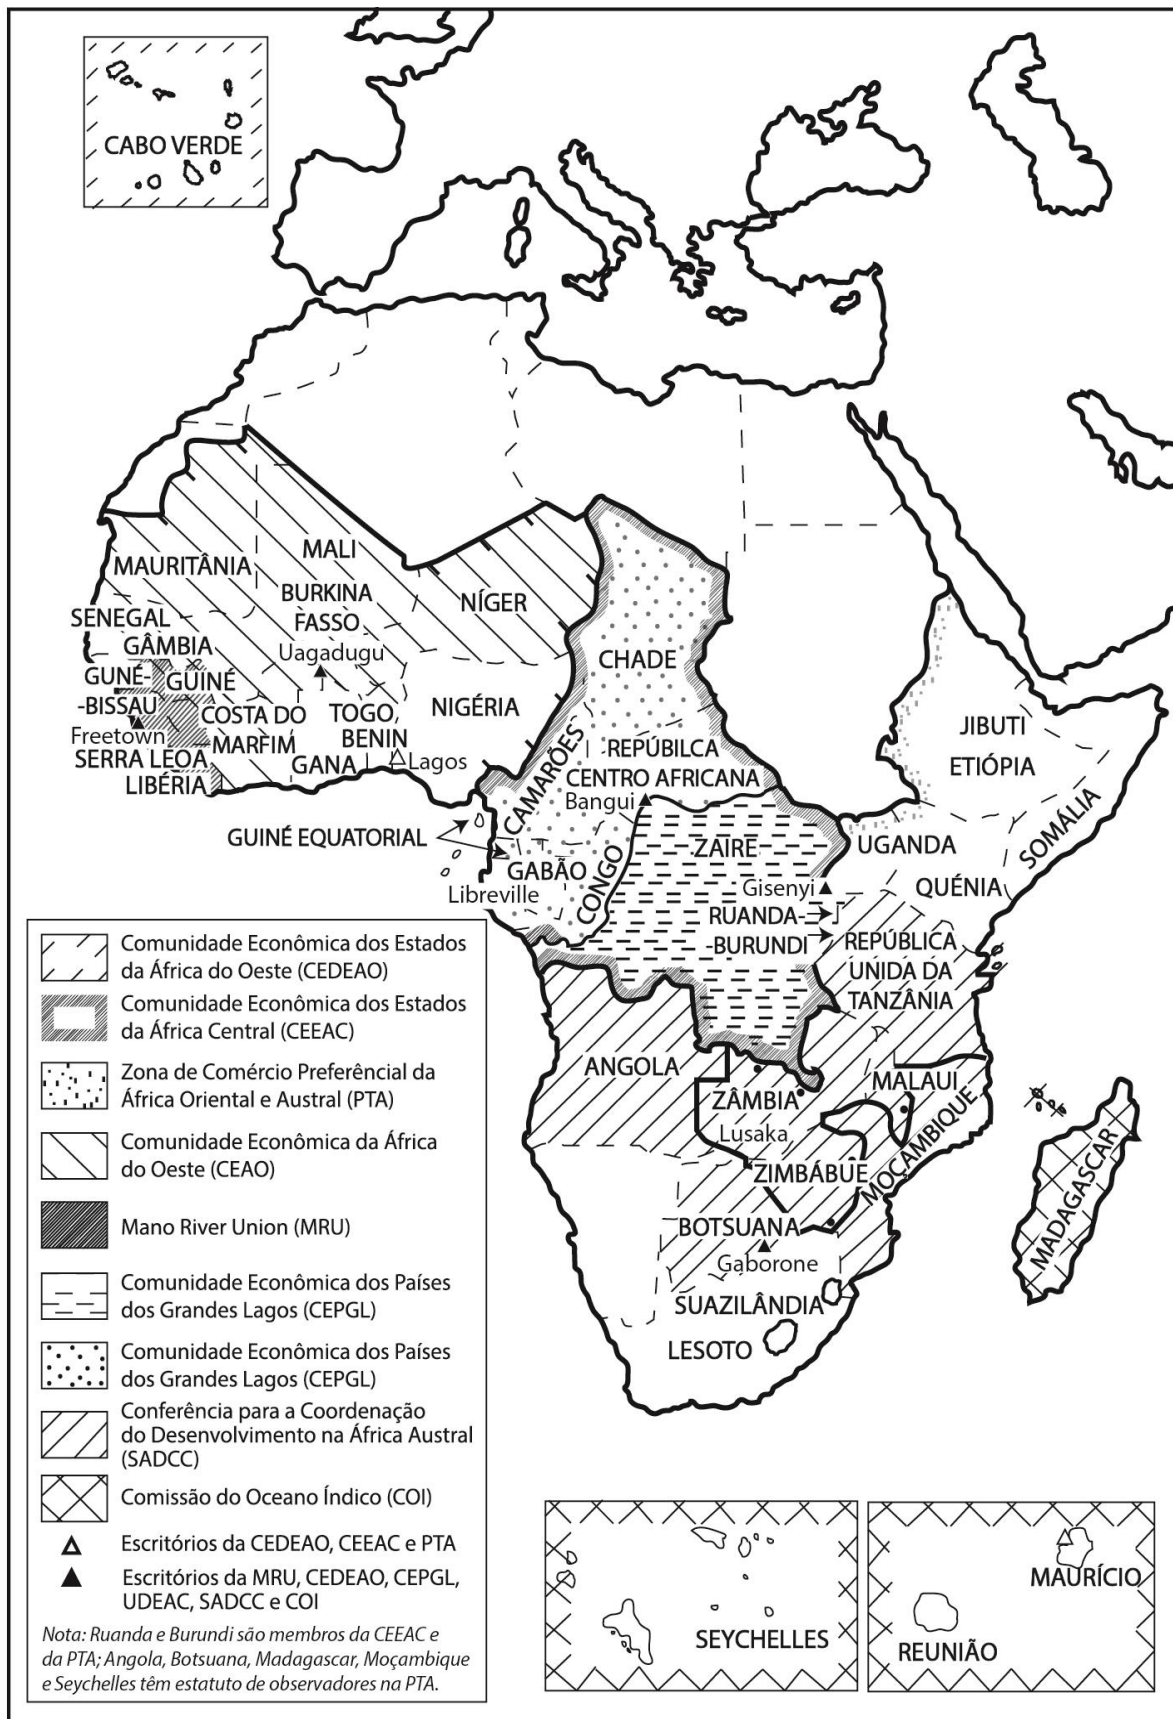 CABO VERDE
MAURITÂNIA
MALI
BURKINA
FASSO
Uagadugu
NÍGER
SENEGAL
GÂMBIA
GUNÉ-
-BISSAU
GUINÉ
Freetown
SERRA LEOA
LIBÉRIA
COSTA DO
MARFIM
TOGO
BENIN
GANA
Lagos
NIGÉRIA
CHADE
CAMARÕES
REPÚBILCA
CENTRO AFRICANA
Bangui
GUINÉ EQUATORIAL
GABÃO
Libreville
CONGO
ZAIRE
Gisenyi
RUANDA-
-BURUNDI
JIBUTI
ETIÓPIA
SOMÁLIA
UGANDA
QUÉNIA
REPÚBLICA
UNIDA DA
TANZÂNIA
ANGOLA
ZÂMBIA
Lusaka
MALAUI
MOÇAMBIQUE
ZIMBÁBUE
BOTSUANA
Gaborone
SUAZILÂNDIA
LESOTO
MADAGASCAR
Comunidade Econômica dos Estados
da África do Oeste (CEDEAO)
Comunidade Econômica dos Estados
da África Central (CEEAC)
Zona de Comércio Preferêncial da
África Oriental e Austral (PTA)
Comunidade Econômica da África
do Oeste (CEAO)
Mano River Union (MRU)
Comunidade Econômica dos Países
dos Grandes Lagos (CEPGL)
Comunidade Econômica dos Países
dos Grandes Lagos (CEPGL)
Conferência para a Coordenação
do Desenvolvimento na África Austral
(SADCC)
Comissão do Oceano Índico (COI)
Escritórios da CEDEAO, CEEAC e PTA
Escritórios da MRU, CEDEAO, CEPGL,
UDEAC, SADCC e COI
Nota: Ruanda e Burundi são membros da CEEAC e
da PTA; Angola, Botsuana, Madagascar, Moçambique
e Seychelles têm estatuto de observadores na PTA.
SEYCHELLES
MAURÍCIO
REUNIÃO